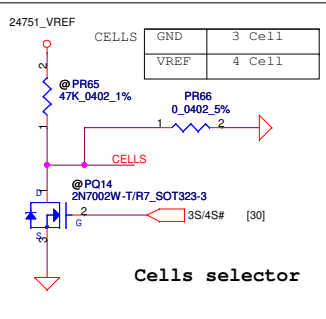 24751_VREF
CELLS GND 3 Cell
VREF 4 Cell
2
@PR65
47K_0402_1%
1
PR66
0_0402_5%
1 2
CELLS
@PQ14
2N7002W-T/R7_SOT323-3
1
D
2
G
S
3
3S/4S# [30]
Cells selector